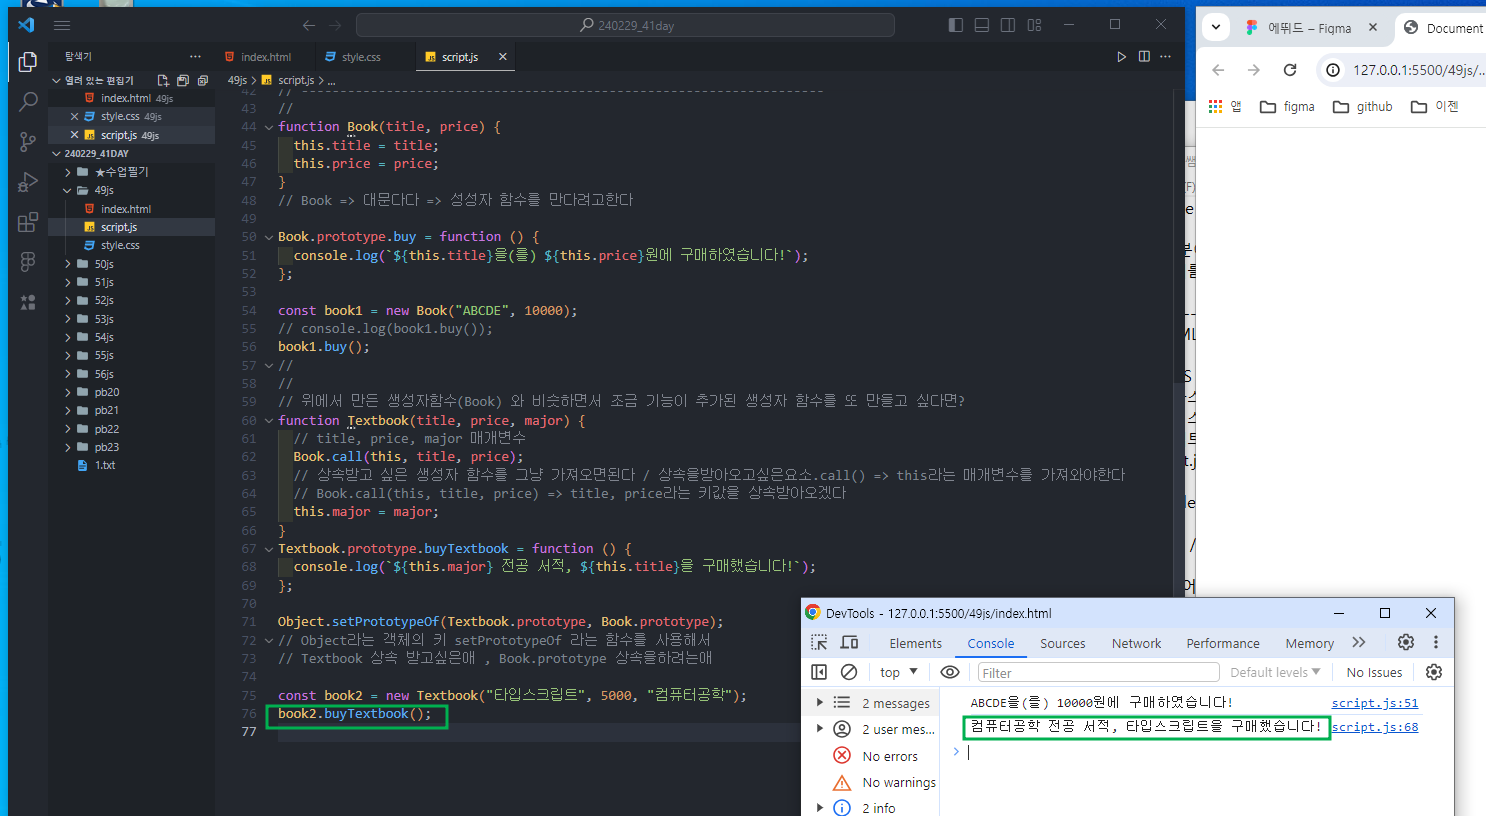 240229_41day
에뛰드 – Figma
Document
탐색기
index.html
style.css
script.js
127.0.0.1:5500/49js/...
열려 있는 편집기
49js > script.js > ...
앱
figma
github
이젠
index.html 49js
style.css 49js
script.js 49js
240229_41DAY
★수업필기
49js
index.html
script.js
style.css
50js
51js
52js
53js
54js
55js
56js
pb20
pb21
pb22
pb23
1.txt
42 // ----------------------------------------
43 //
44 function Book(title, price) {
45 this.title = title;
46 this.price = price;
47 }
48 // Book => 대문다다 => 성성자 함수를 만다려고한다
49
50 Book.prototype.buy = function () {
51 console.log(`${this.title}을(를) ${this.price}원에 구매하였습니다!`);
52 };
53
54 const book1 = new Book("ABCDE", 10000);
55 // console.log(book1.buy());
56 book1.buy();
57 //
58 //
59 // 위에서 만든 생성자함수(Book) 와 비슷하면서 조금 기능이 추가된 생성자 함수를 또 만들고 싶다면?
60 function Textbook(title, price, major) {
61 // title, price, major 매개변수
62 Book.call(this, title, price);
63 // 상속받고 싶은 생성자 함수를 그냥 가져오면된다 / 상속을받아오고싶은요소.call() => this라는 매개변수를 가져와야한다
64 // Book.call(this, title, price) => title, price라는 키값을 상속받아오겠다
65 this.major = major;
66 }
67 Textbook.prototype.buyTextbook = function () {
68 console.log(`${this.major} 전공 서적, ${this.title}을 구매했습니다!`);
69 };
70
71 Object.setPrototypeOf(Textbook.prototype, Book.prototype);
72 // Object라는 객체의 키 setPrototypeOf 라는 함수를 사용해서
73 // Textbook 상속 받고싶은애 , Book.prototype 상속을하려는애
74
75 const book2 = new Textbook("타입스크립트", 5000, "컴퓨터공학");
76 book2.buyTextbook();
77
DevTools - 127.0.0.1:5500/49js/index.html
Elements
Console
Sources
Network
Performance
Memory
top
Filter
Default levels
No Issues
2 messages
2 user mes...
No errors
No warnings
2 info
ABCDE을(를) 10000원에 구매하였습니다! script.js:51
컴퓨터공학 전공 서적, 타입스크립트을 구매했습니다! script.js:68